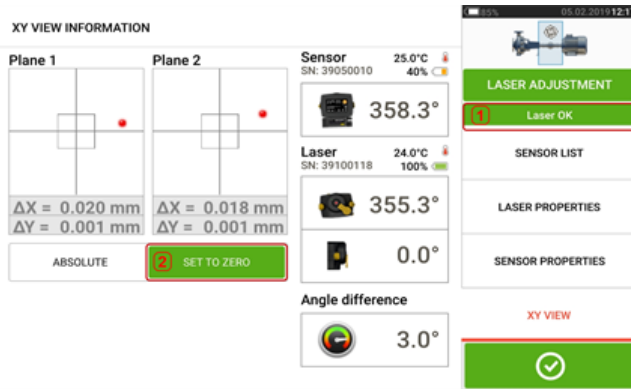 XY VIEW INFORMATION
Plane 1
Plane 2
ΔX = 0.020 mm
ΔY = 0.001 mm
ΔX = 0.018 mm
ΔY = 0.001 mm
ABSOLUTE
2 SET TO ZERO
Sensor 25.0°C
SN: 39050010 40%
358.3°
Laser 24.0°C
SN: 39100118 100%
355.3°
0.0°
Angle difference
3.0°
85% 05.02.2019 12:1
LASER ADJUSTMENT
1 Laser OK
SENSOR LIST
LASER PROPERTIES
SENSOR PROPERTIES
XY VIEW